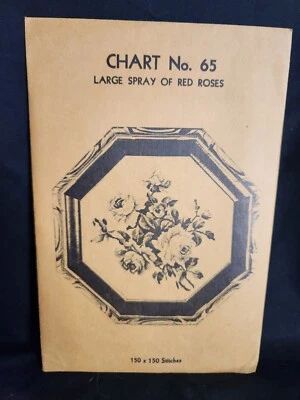 CHART No. 65
LARGE SPRAY OF RED ROSES
150 x 150 Stitches